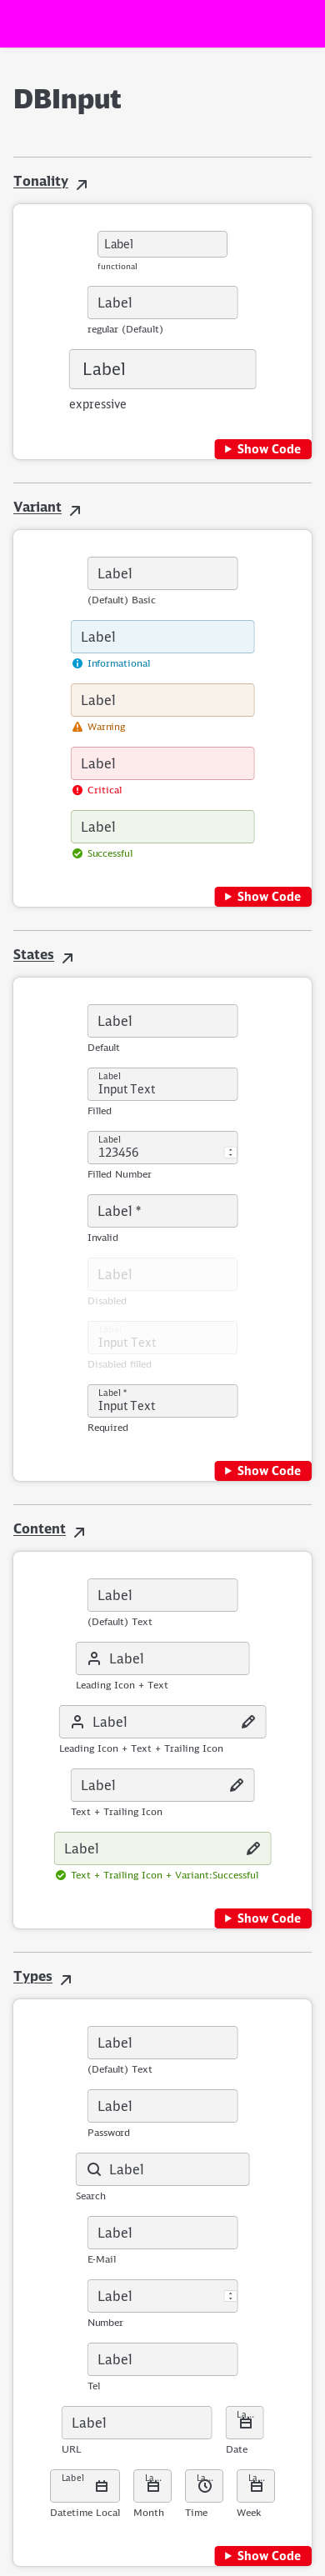 DBInput
Tonality
Label
functional
Label
regular (Default)
Label
expressive
Show Code
Variant
Label
(Default) Basic
Label
Informational
Label
Warning
Label
Critical
Label
Successful
Show Code
States
Label
Default
Label
Input Text
Filled
Label
123456
Filled Number
Label *
Invalid
Label
Disabled
Input Text
Disabled filled
Label *
Input Text
Required
Show Code
Content
Label
(Default) Text
Label
Leading Icon + Text
Label
Leading Icon + Text + Trailing Icon
Label
Text + Trailing Icon
Label
Text + Trailing Icon + Variant:Successful
Show Code
Types
Label
(Default) Text
Label
Password
Label
Search
Label
E-Mail
Label
Number
Label
Tel
Label La...
URL Date
Label La... La... La...
Datetime Local Month Time Week
Show Code